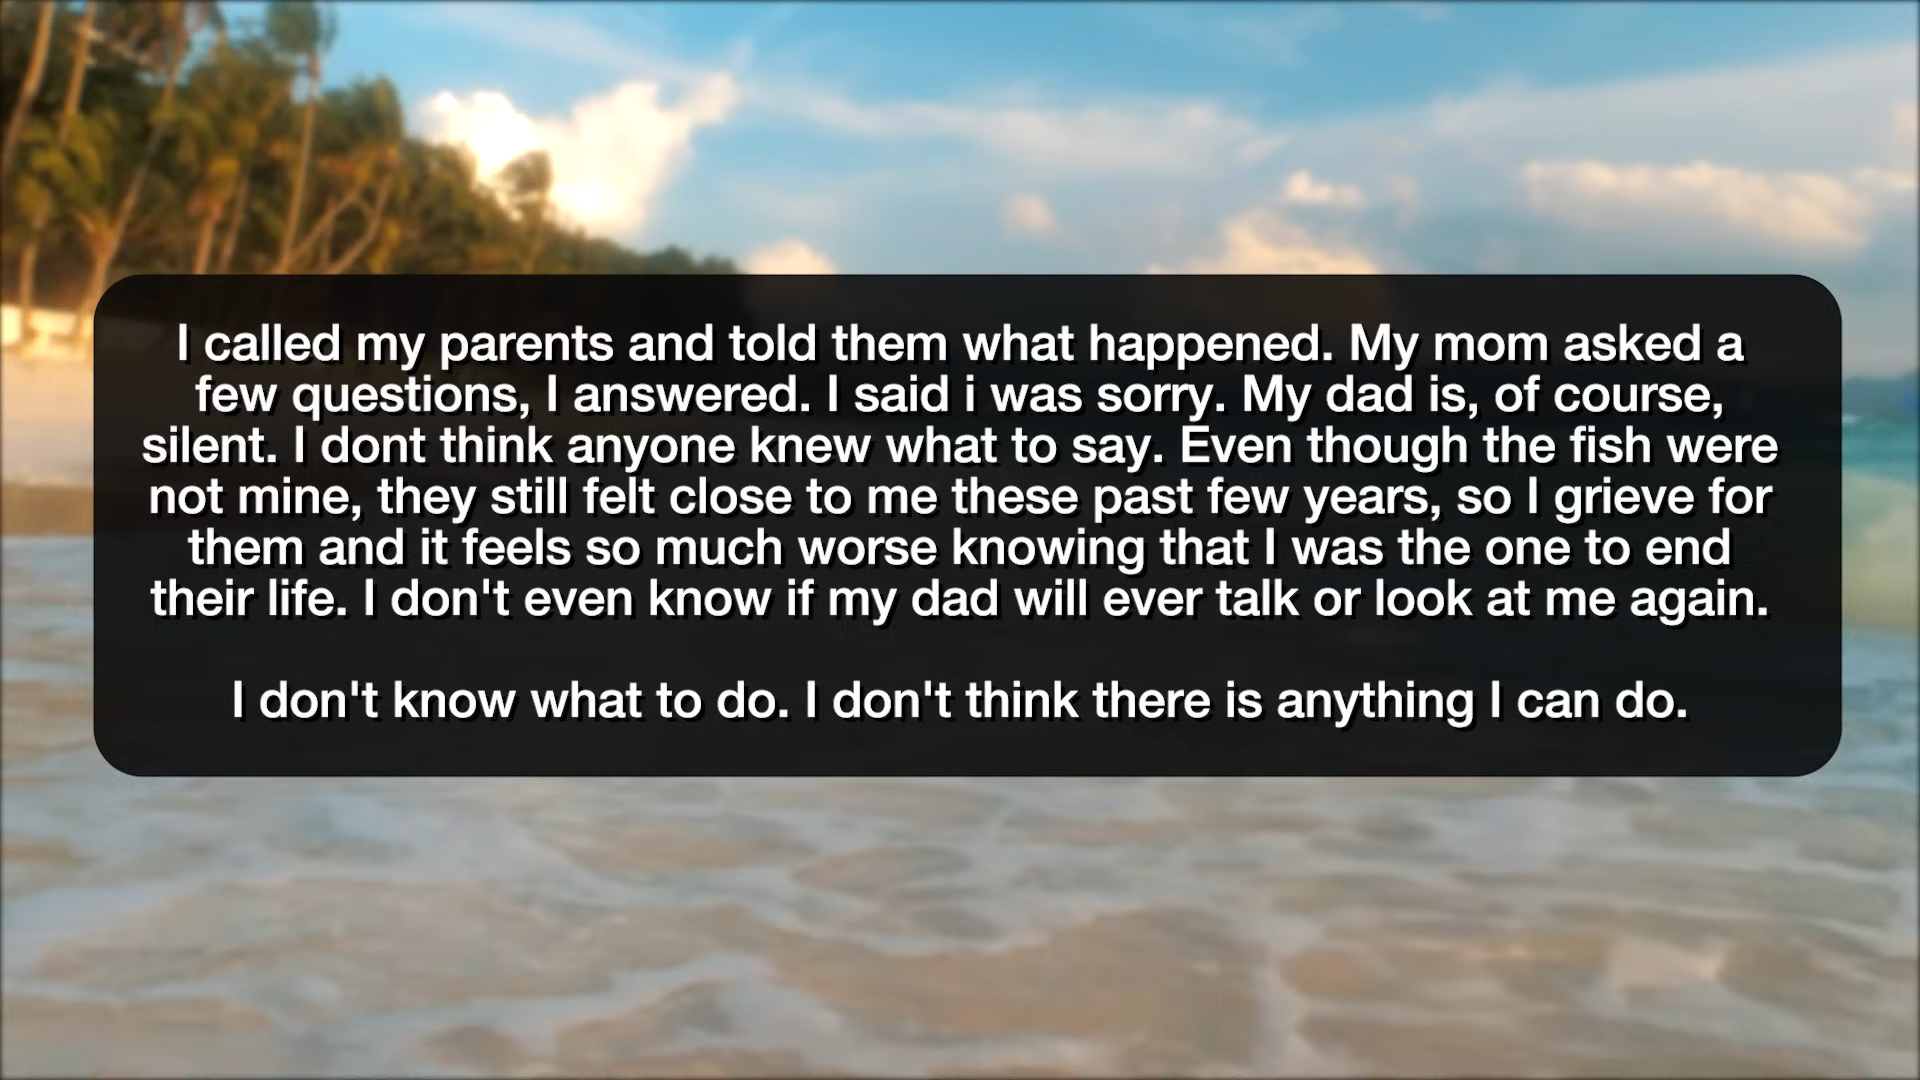 I called my parents and told them what happened. My mom asked a
few questions, I answered. I said i was sorry. My dad is, of course,
silent. I dont think anyone knew what to say. Even though the fish were
not mine, they still felt close to me these past few years, so I grieve for
them and it feels so much worse knowing that I was the one to end
their life. I don't even know if my dad will ever talk or look at me again.
I don't know what to do. I don't think there is anything I can do.